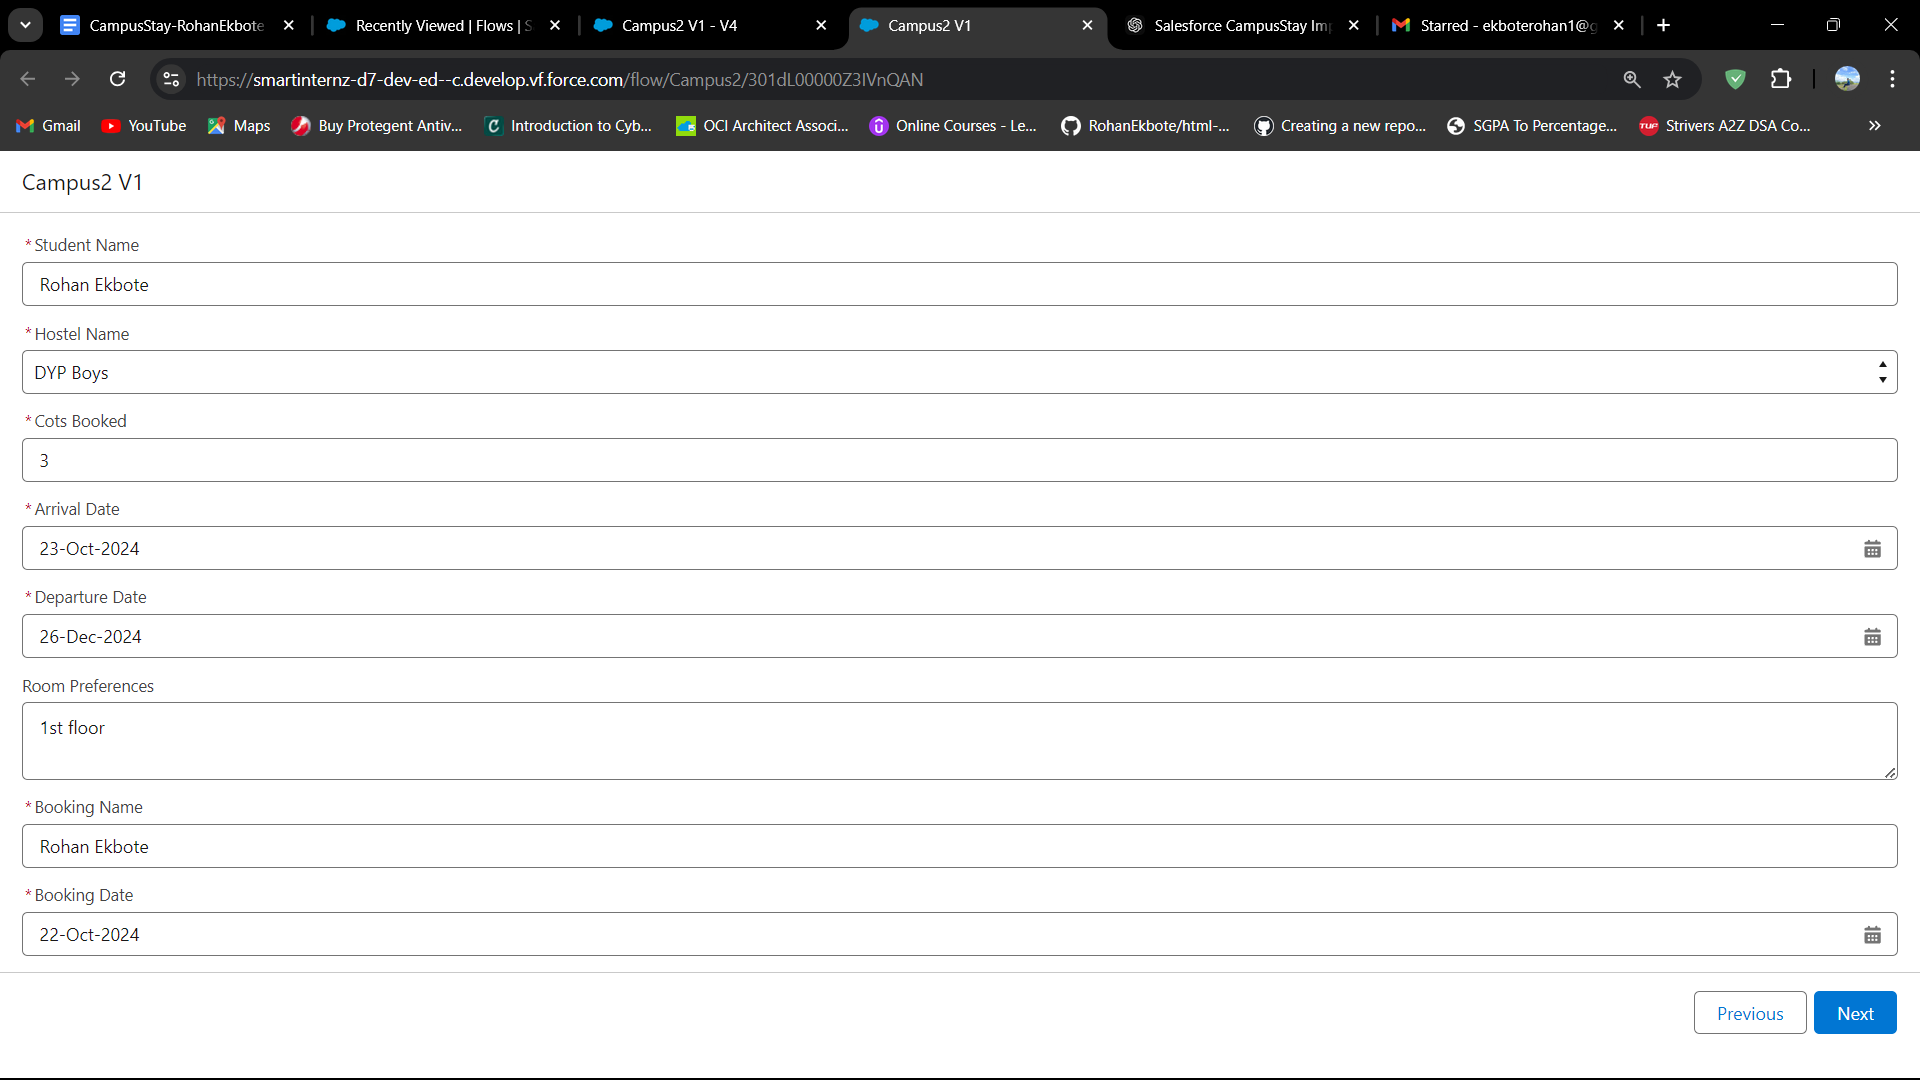 CampusStay-RohanEkbote
Recently Viewed | Flows | S
Campus2 V1 - V4
Campus2 V1
Salesforce CampusStay Im
Starred - ekboterohan1@g
https://smartinternz-d7-dev-ed--c.develop.vf.force.com/flow/Campus2/301dL00000Z3IVnQAN
Gmail
YouTube
Maps
Buy Protegent Antiv...
Introduction to Cyb...
OCI Architect Associ...
Online Courses - Le...
RohanEkbote/html-...
Creating a new repo...
SGPA To Percentage...
TUF
Strivers A2Z DSA Co...
Campus2 V1
* Student Name
Rohan Ekbote
* Hostel Name
DYP Boys
* Cots Booked
3
* Arrival Date
23-Oct-2024
* Departure Date
26-Dec-2024
Room Preferences
1st floor
* Booking Name
Rohan Ekbote
* Booking Date
22-Oct-2024
Previous
Next